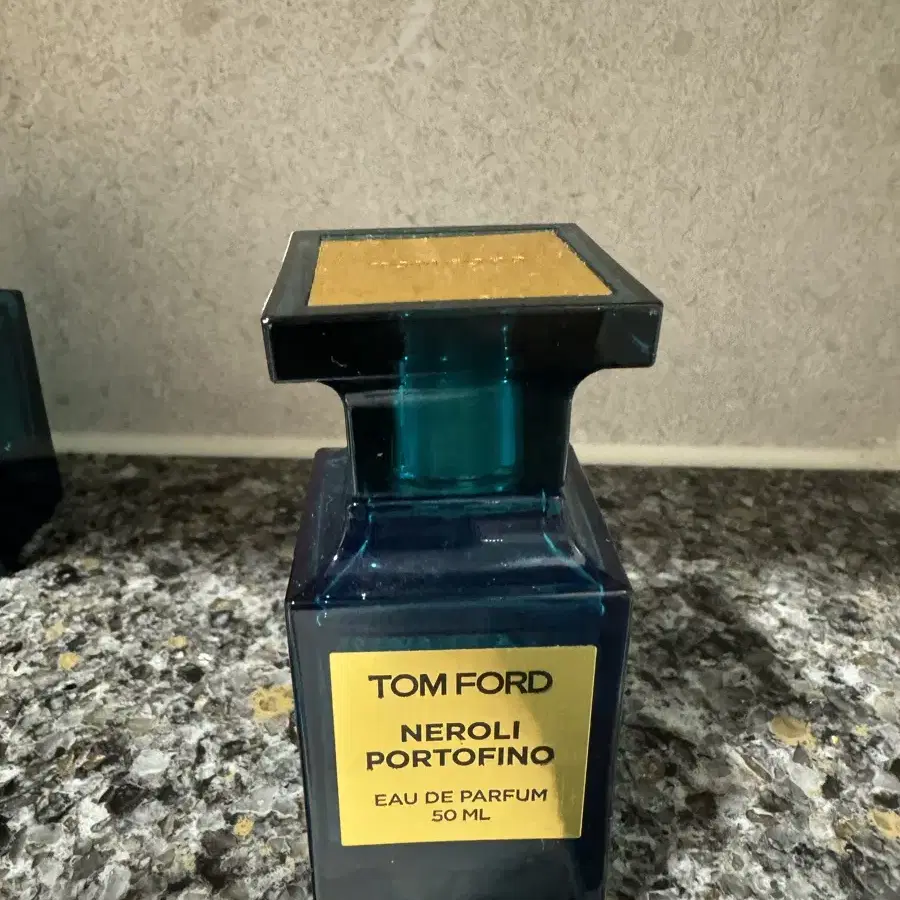 TOM FORD
NEROLI
PORTOFINO
EAU DE PARFUM
50 ML